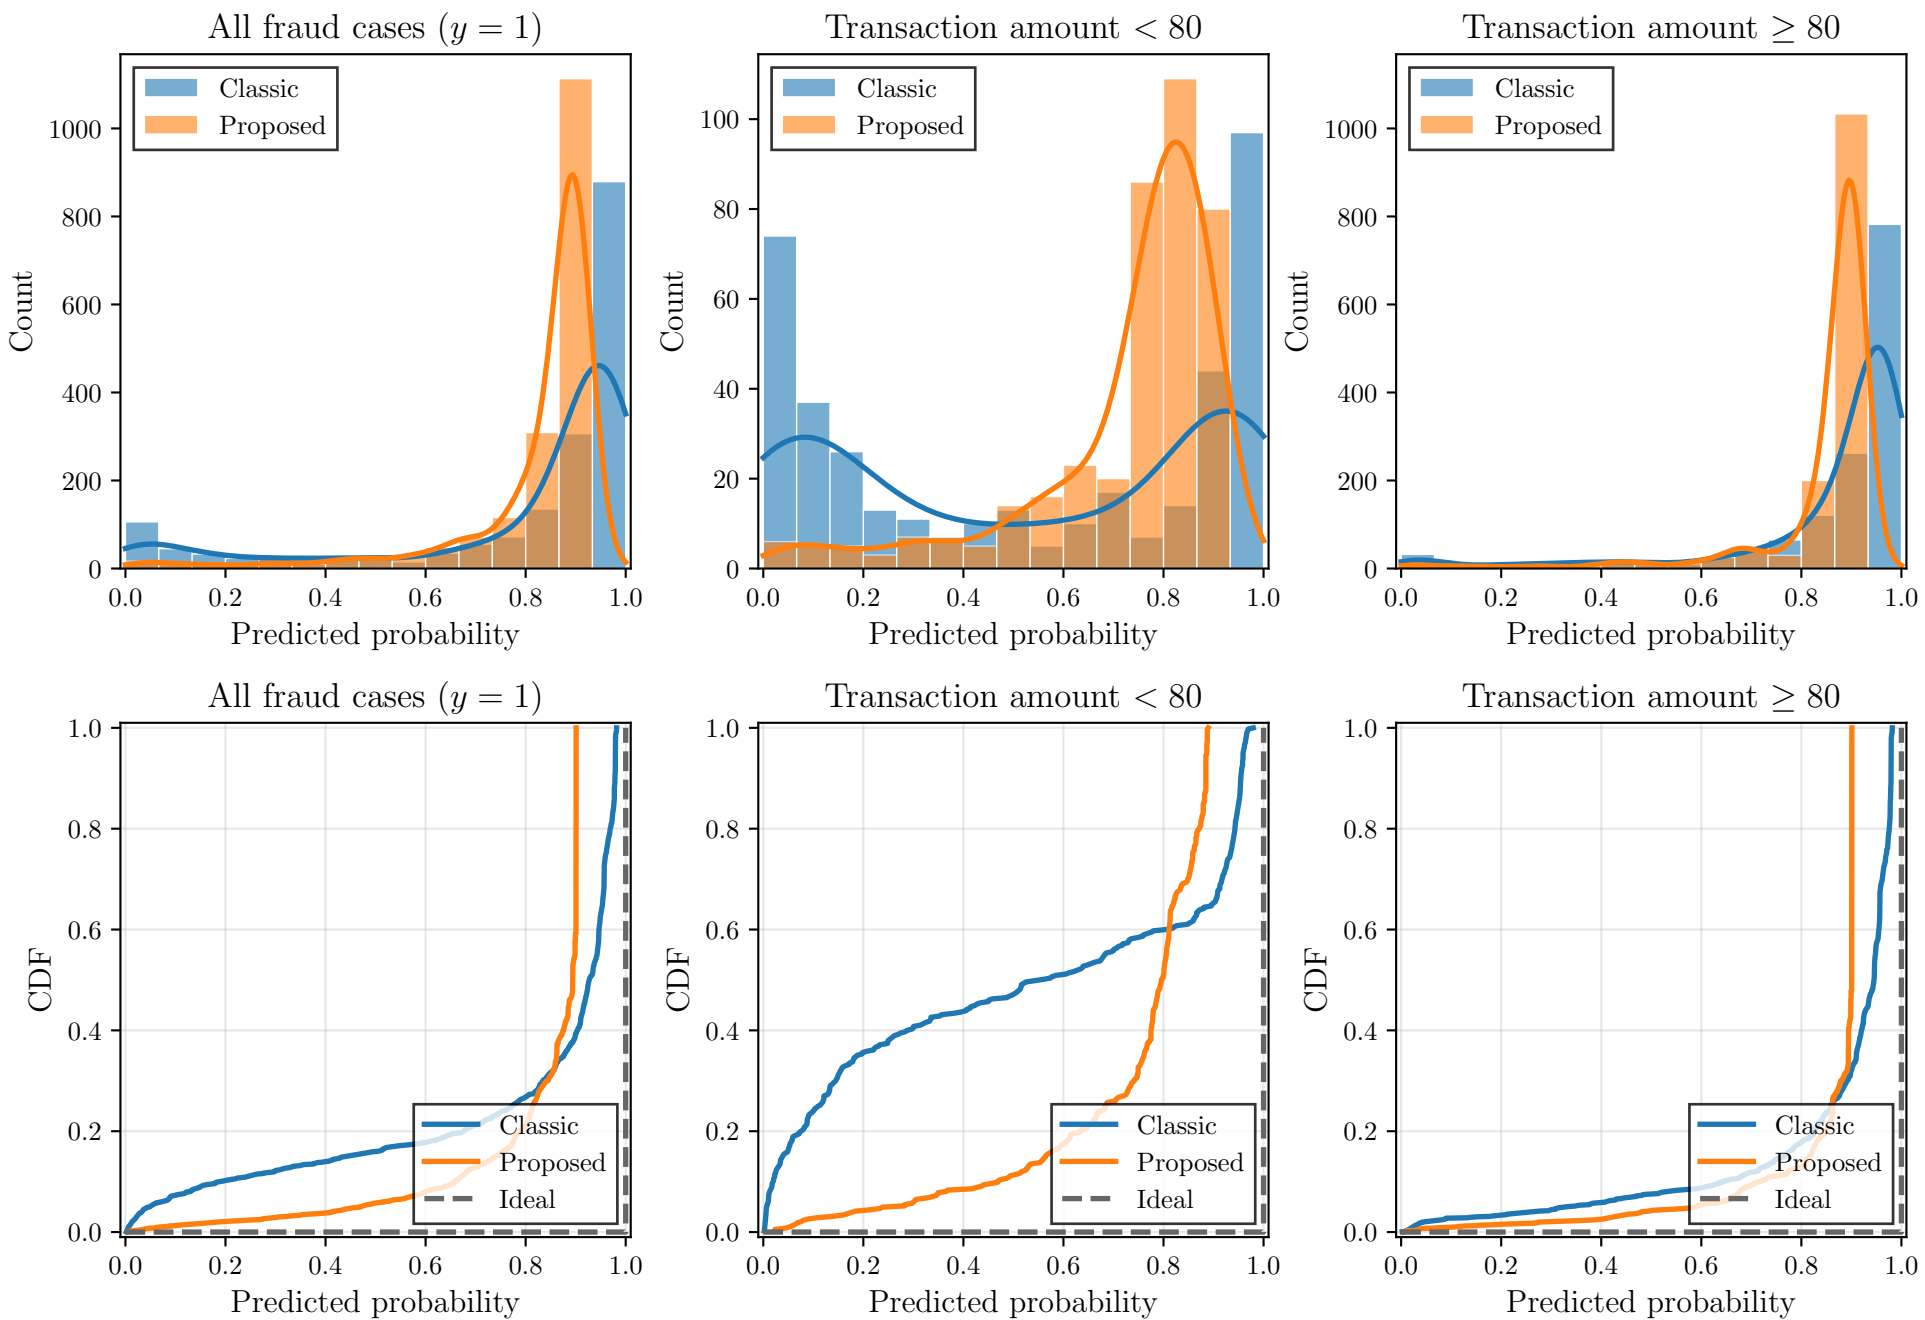 All fraud cases (y = 1)
Classic
Proposed
Count
0
200
400
600
800
1000
0.0 0.2 0.4 0.6 0.8 1.0
Predicted probability
Transaction amount < 80
Classic
Proposed
Count
0
20
40
60
80
100
0.0 0.2 0.4 0.6 0.8 1.0
Predicted probability
Transaction amount ≥ 80
Classic
Proposed
Count
0
200
400
600
800
1000
0.0 0.2 0.4 0.6 0.8 1.0
Predicted probability
All fraud cases (y = 1)
CDF
1.0
0.8
0.6
0.4
0.2
0.0
Classic
Proposed
Ideal
0.0 0.2 0.4 0.6 0.8 1.0
Predicted probability
Transaction amount < 80
CDF
1.0
0.8
0.6
0.4
0.2
0.0
Classic
Proposed
Ideal
0.0 0.2 0.4 0.6 0.8 1.0
Predicted probability
Transaction amount ≥ 80
CDF
1.0
0.8
0.6
0.4
0.2
0.0
Classic
Proposed
Ideal
0.0 0.2 0.4 0.6 0.8 1.0
Predicted probability